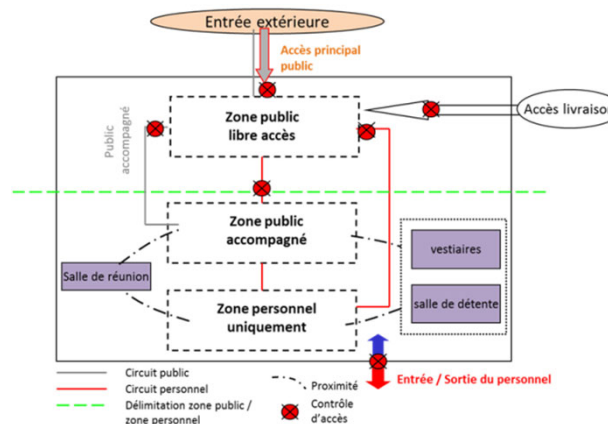 Entrée extérieure
Accès principal
public
Accès livraison
Public
accompagné
Zone public
libre accès
Zone public
accompagné
vestiaires
Salle de réunion
Zone personnel
uniquement
salle de détente
Entrée / Sortie du personnel
Circuit public
Circuit personnel
Délimitation zone public /
zone personnel
Proximité
Contrôle
d'accès